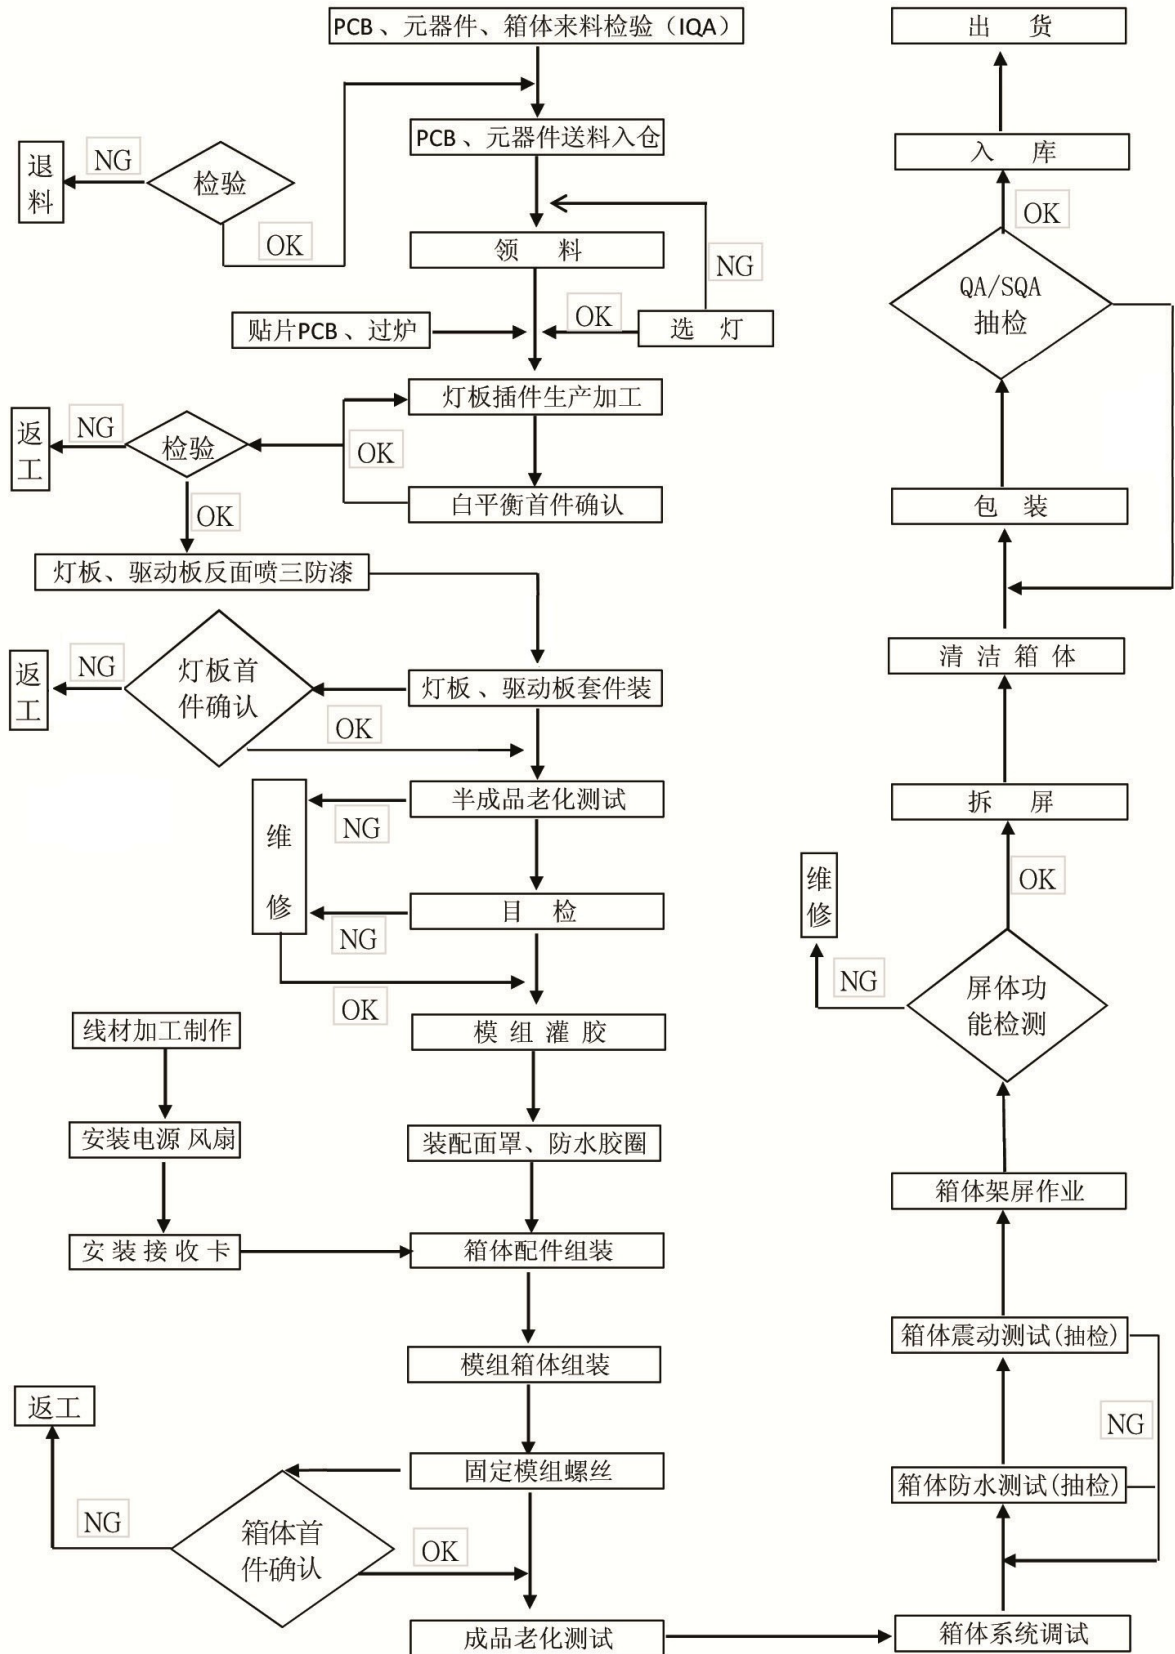 PCB、元器件、箱体来料检验（IQA）
PCB、元器件送料入仓
退料
NG
检验
OK
领 料
NG
贴片PCB、过炉
OK
选 灯
灯板插件生产加工
返工
NG
检验
OK
白平衡首件确认
OK
灯板、驱动板反面喷三防漆
返工
NG
灯板首
件确认
灯板、驱动板套件装
OK
半成品老化测试
NG
维修
目 检
NG
OK
线材加工制作
模 组 灌 胶
安装电源 风扇
装配面罩、防水胶圈
安 装 接 收 卡
箱体配件组装
模组箱体组装
返工
固定模组螺丝
NG
箱体首
件确认
OK
成品老化测试
出 货
入 库
OK
QA/SQA
抽检
包 装
清 洁 箱 体
拆 屏
维修
OK
NG
屏体功
能检测
箱体架屏作业
箱体震动测试(抽检)
NG
箱体防水测试(抽检)
箱体系统调试